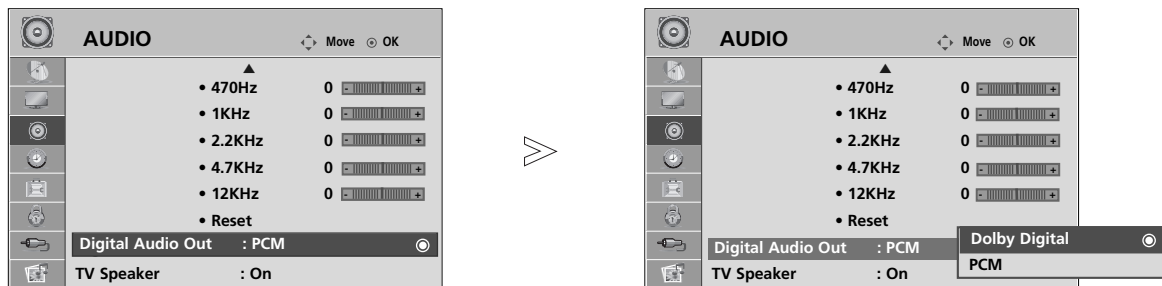 AUDIO Move OK
• 470Hz 0 - +
• 1KHz 0 - +
• 2.2KHz 0 - +
• 4.7KHz 0 - +
• 12KHz 0 - +
• Reset
Digital Audio Out : PCM
TV Speaker : On
AUDIO Move OK
• 470Hz 0 - +
• 1KHz 0 - +
• 2.2KHz 0 - +
• 4.7KHz 0 - +
• 12KHz 0 - +
• Reset
Digital Audio Out : PCM
TV Speaker : On
Dolby Digital
PCM